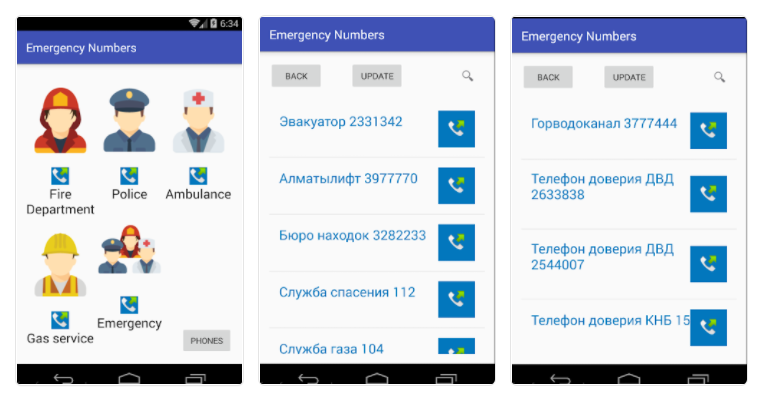 6:34
Emergency Numbers
Fire
Department
Police
Ambulance
Gas service
Emergency
PHONES
Emergency Numbers
BACK
UPDATE
Эвакуатор 2331342
Алматылифт 3977770
Бюро находок 3282233
Служба спасения 112
Служба газа 104
Emergency Numbers
BACK
UPDATE
Горводоканал 3777444
Телефон доверия ДВД
2633838
Телефон доверия ДВД
2544007
Телефон доверия КНБ 15